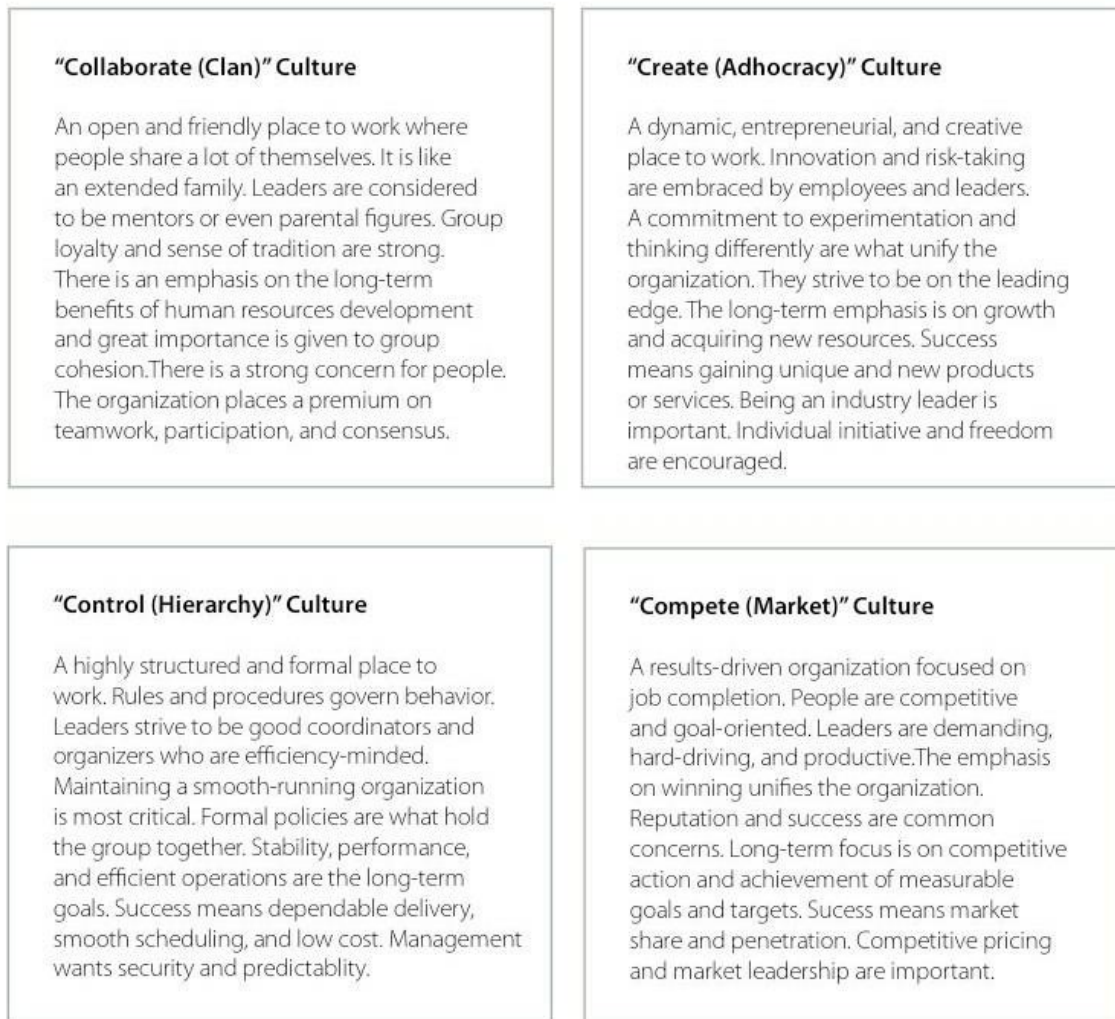 “Collaborate (Clan)” Culture
An open and friendly place to work where
people share a lot of themselves. It is like
an extended family. Leaders are considered
to be mentors or even parental figures. Group
loyalty and sense of tradition are strong.
There is an emphasis on the long-term
benefits of human resources development
and great importance is given to group
cohesion.There is a strong concern for people.
The organization places a premium on
teamwork, participation, and consensus.
“Create (Adhocracy)” Culture
A dynamic, entrepreneurial, and creative
place to work. Innovation and risk-taking
are embraced by employees and leaders.
A commitment to experimentation and
thinking differently are what unify the
organization. They strive to be on the leading
edge. The long-term emphasis is on growth
and acquiring new resources. Success
means gaining unique and new products
or services. Being an industry leader is
important. Individual initiative and freedom
are encouraged.
“Control (Hierarchy)” Culture
A highly structured and formal place to
work. Rules and procedures govern behavior.
Leaders strive to be good coordinators and
organizers who are efficiency-minded.
Maintaining a smooth-running organization
is most critical. Formal policies are what hold
the group together. Stability, performance,
and efficient operations are the long-term
goals. Success means dependable delivery,
smooth scheduling, and low cost. Management
wants security and predictablity.
“Compete (Market)” Culture
A results-driven organization focused on
job completion. People are competitive
and goal-oriented. Leaders are demanding,
hard-driving, and productive.The emphasis
on winning unifies the organization.
Reputation and success are common
concerns. Long-term focus is on competitive
action and achievement of measurable
goals and targets. Sucess means market
share and penetration. Competitive pricing
and market leadership are important.